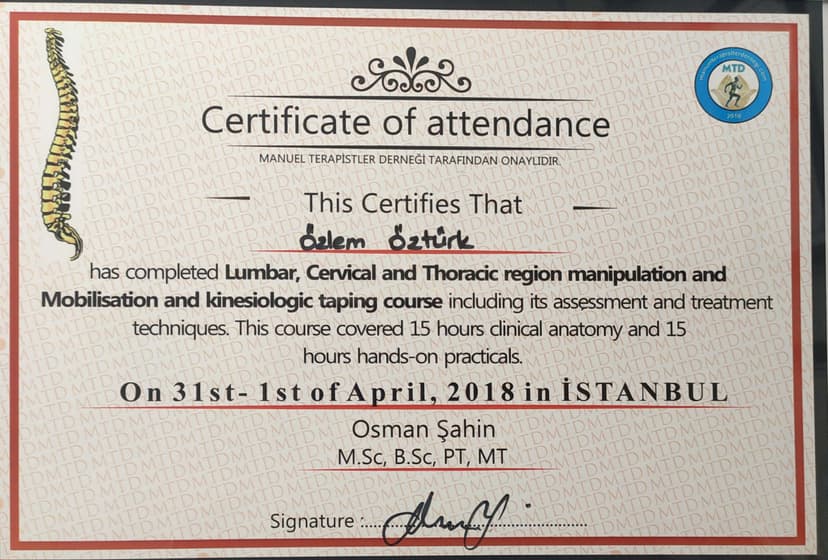 MTD
2016
Certificate of attendance
MANUEL TERAPİSTLER DERNEĞİ TARAFINDAN ONAYLIDIR.
This Certifies That
Özlem Öztürk
has completed Lumbar, Cervical and Thoracic region manipulation and
Mobilisation and kinesiologic taping course including its assessment and treatment
techniques. This course covered 15 hours clinical anatomy and 15
hours hands-on practicals.
On 31st- 1st of April, 2018 in İSTANBUL
Osman Şahin
M.Sc, B.Sc, PT, MT
Signature :